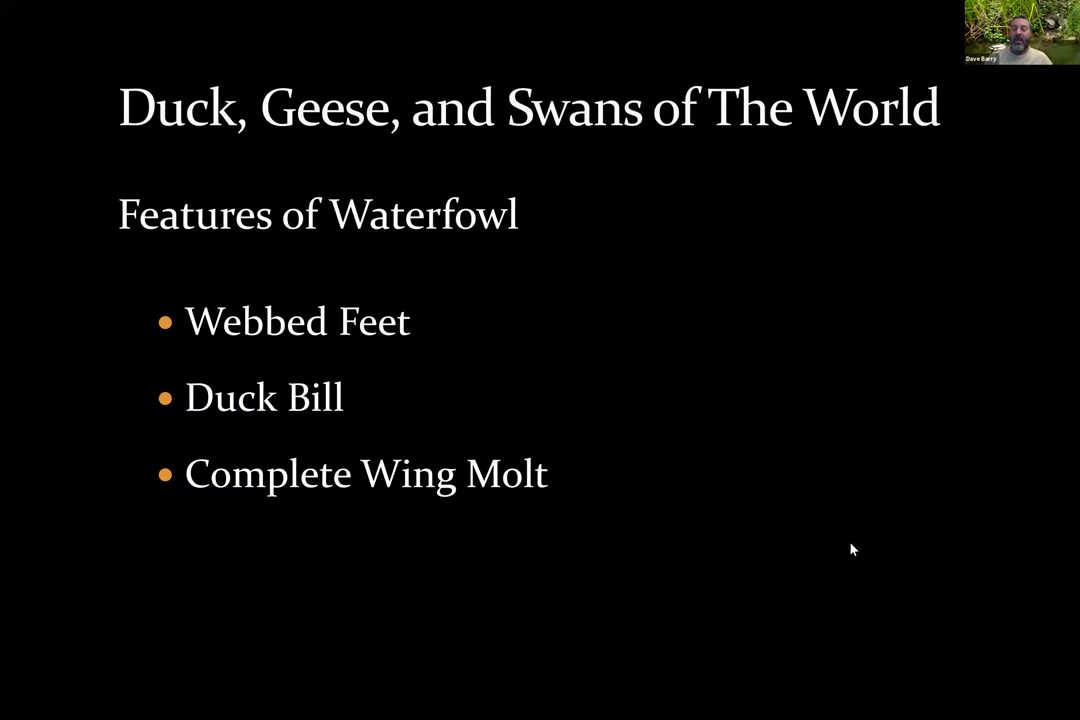 Dave Barry
Duck, Geese, and Swans of The World
Features of Waterfowl
Webbed Feet
Duck Bill
Complete Wing Molt